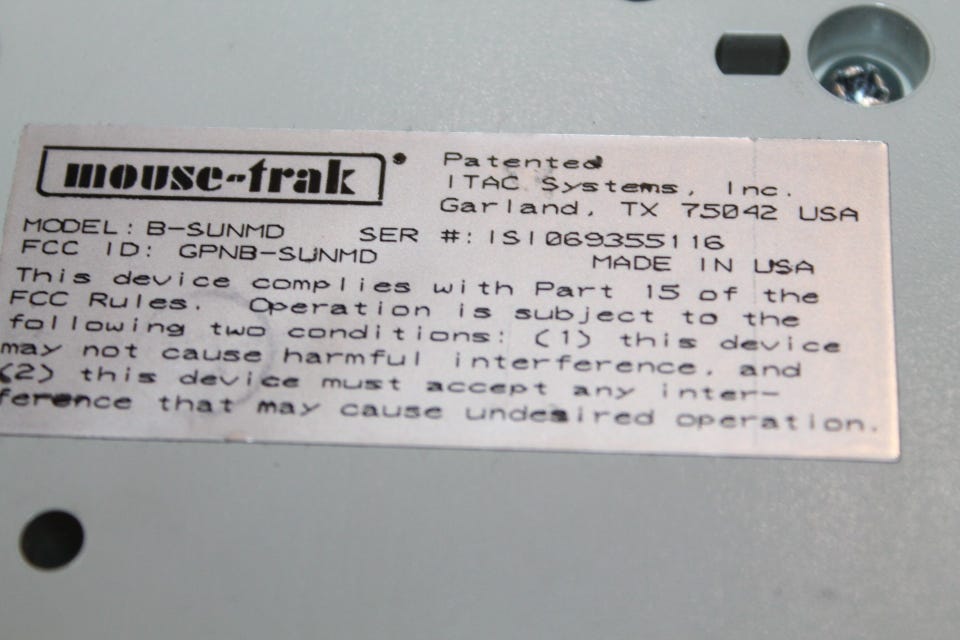 mouse-trak
Patented
ITAC Systems, Inc.
Garland, TX 75042 USA
MODEL: B-SUNMD SER #: ISI069355116
FCC ID: GPNB-SUNMD MADE IN USA
This device complies with Part 15 of the
FCC Rules. Operation is subject to the
following two conditions: (1) this device
may not cause harmful interference, and
(2) this device must accept any inter-
ference that may cause undesired operation.